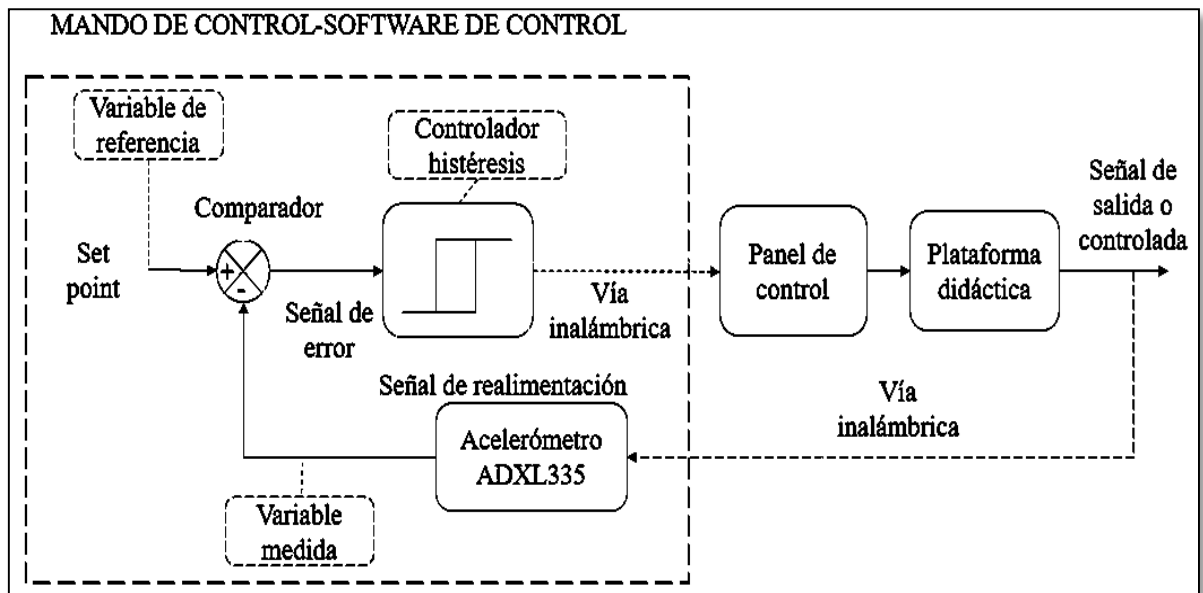 MANDO DE CONTROL-SOFTWARE DE CONTROL
Variable de
referencia
Controlador
histéresis
Señal de
salida o
controlada
Comparador
Set
point
+
-
Panel de
control
Plataforma
didáctica
Señal de
error
Vía
inalámbrica
Señal de realimentación
Acelerómetro
ADXL335
Vía
inalámbrica
Variable
medida